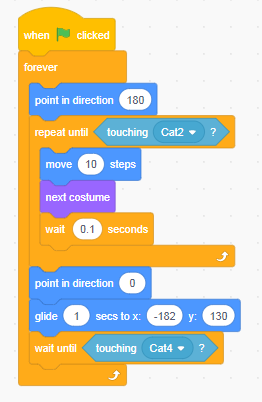 when clicked
forever
point in direction 180
repeat until touching Cat2 ?
move 10 steps
next costume
wait 0.1 seconds
point in direction 0
glide 1 secs to x: -182 y: 130
wait until touching Cat4 ?